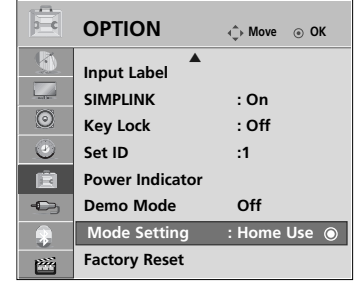 OPTION Move OK
Input Label
SIMPLINK : On
Key Lock : Off
Set ID :1
Power Indicator
Demo Mode Off
Mode Setting : Home Use
Factory Reset